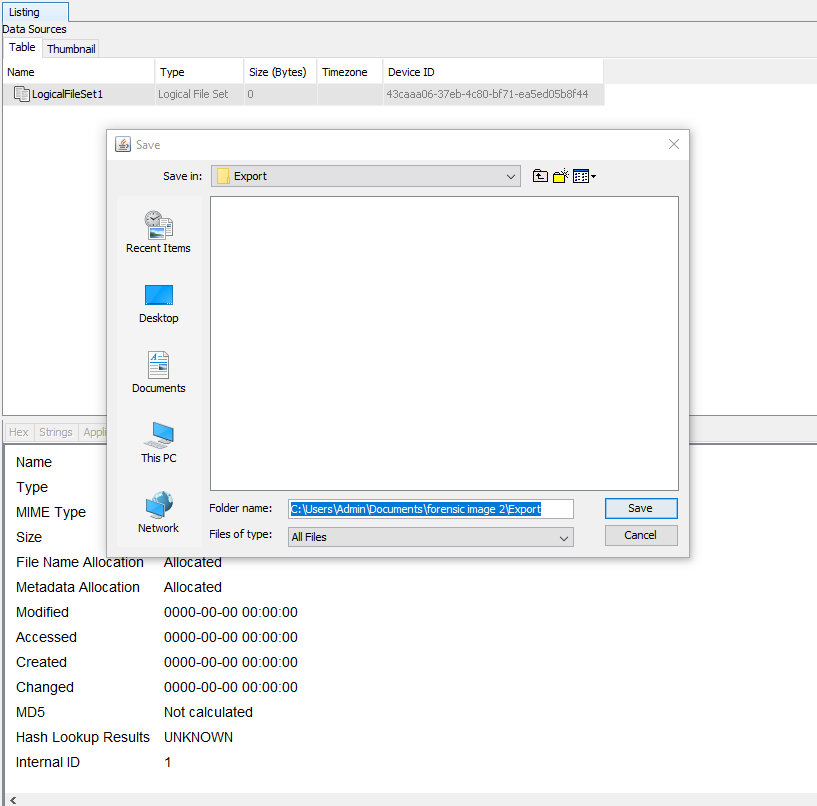 Listing
Data Sources
Table Thumbnail
Name Type Size (Bytes) Timezone Device ID
LogicalFileSet1 Logical File Set 0 43caaa06-37eb-4c80-bf71-ea5ed05b8f44
Save
Save in: Export
Recent Items
Desktop
Documents
This PC
Network
Folder name: C:\Users\Admin\Documents\forensic image 2\Export Save
Files of type: All Files Cancel
Hex Strings Appli
Name
Type
MIME Type
Size
File Name Allocation Allocated
Metadata Allocation Allocated
Modified 0000-00-00 00:00:00
Accessed 0000-00-00 00:00:00
Created 0000-00-00 00:00:00
Changed 0000-00-00 00:00:00
MD5 Not calculated
Hash Lookup Results UNKNOWN
Internal ID 1